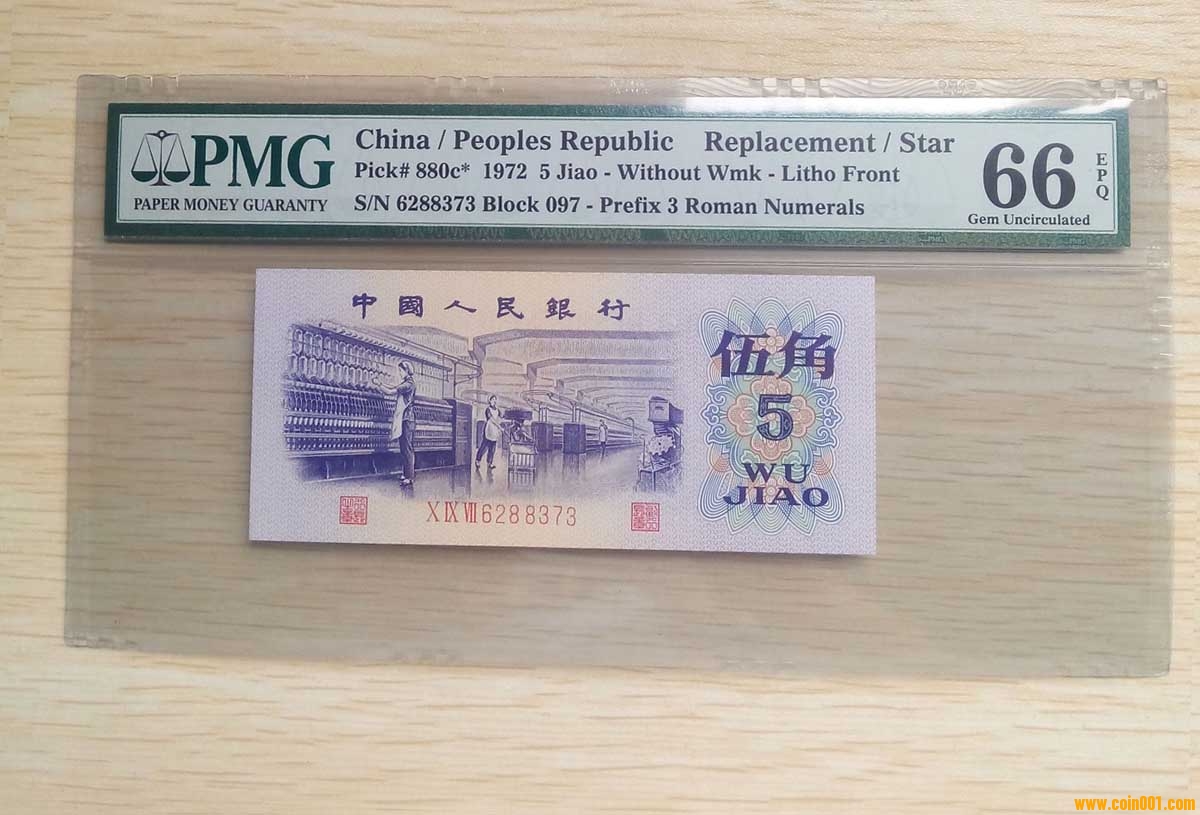 PMG
PAPER MONEY GUARANTY
China / Peoples Republic Replacement / Star
Pick# 880c* 1972 5 Jiao - Without Wmk - Litho Front
S/N 6288373 Block 097 - Prefix 3 Roman Numerals
66
EPQ
Gem Uncirculated
中國人民銀行
伍角
5
WU
JIAO
X IX VII 6288373
www.coin001.com